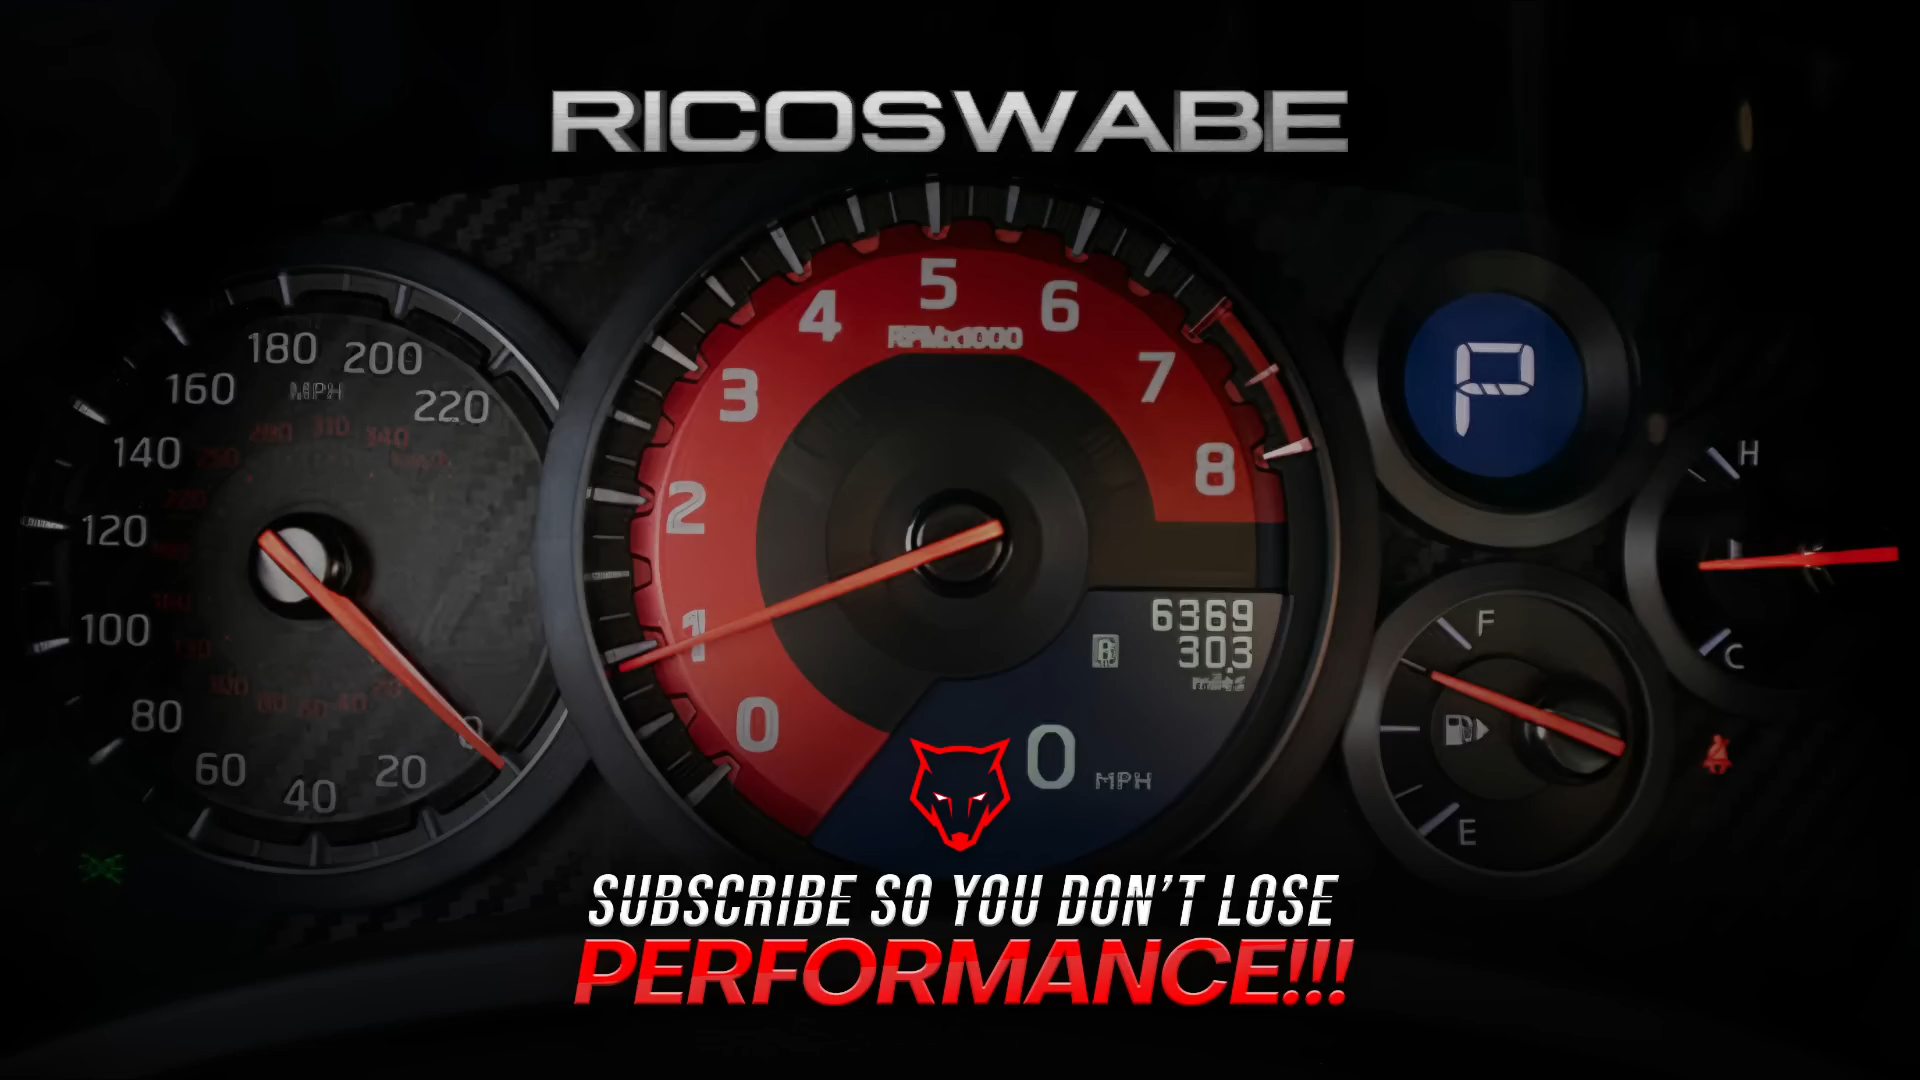 RICOSWABE
180 200
160 MPH 220
140
120
100
80
60
40
20
0
5
4 6
RPMx1000
3 7
2 8
1
0
P
H
C
F
E
6369
303
miles
0 MPH
SUBSCRIBE SO YOU DON'T LOSE
PERFORMANCE!!!